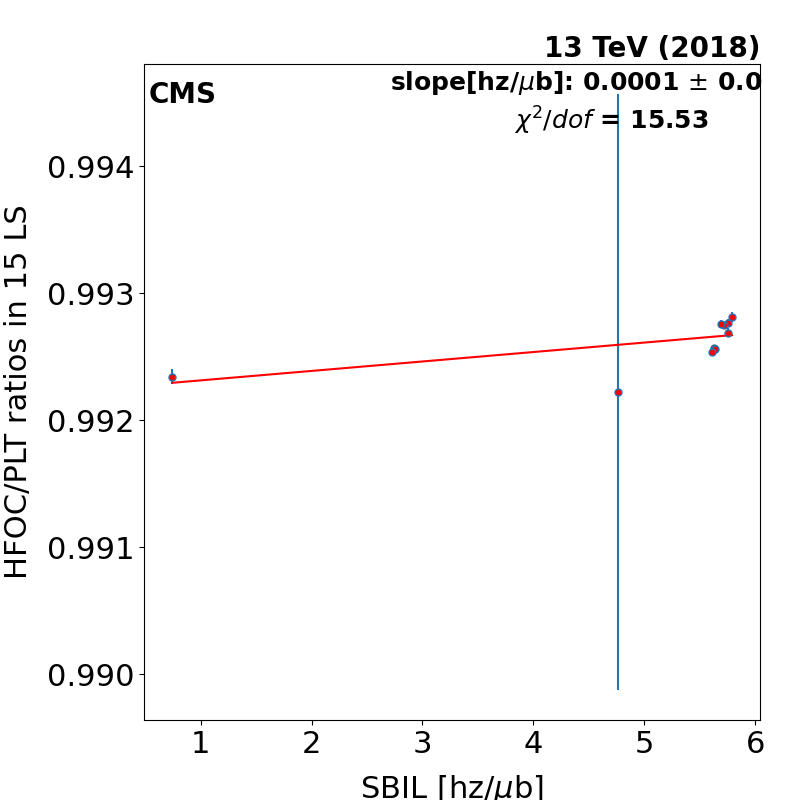 13 TeV (2018)
CMS
slope[hz/μb]: 0.0001 ± 0.0
χ²/dof = 15.53
HFOC/PLT ratios in 15 LS
0.994
0.993
0.992
0.991
0.990
1 2 3 4 5 6
SBIL [hz/μb]